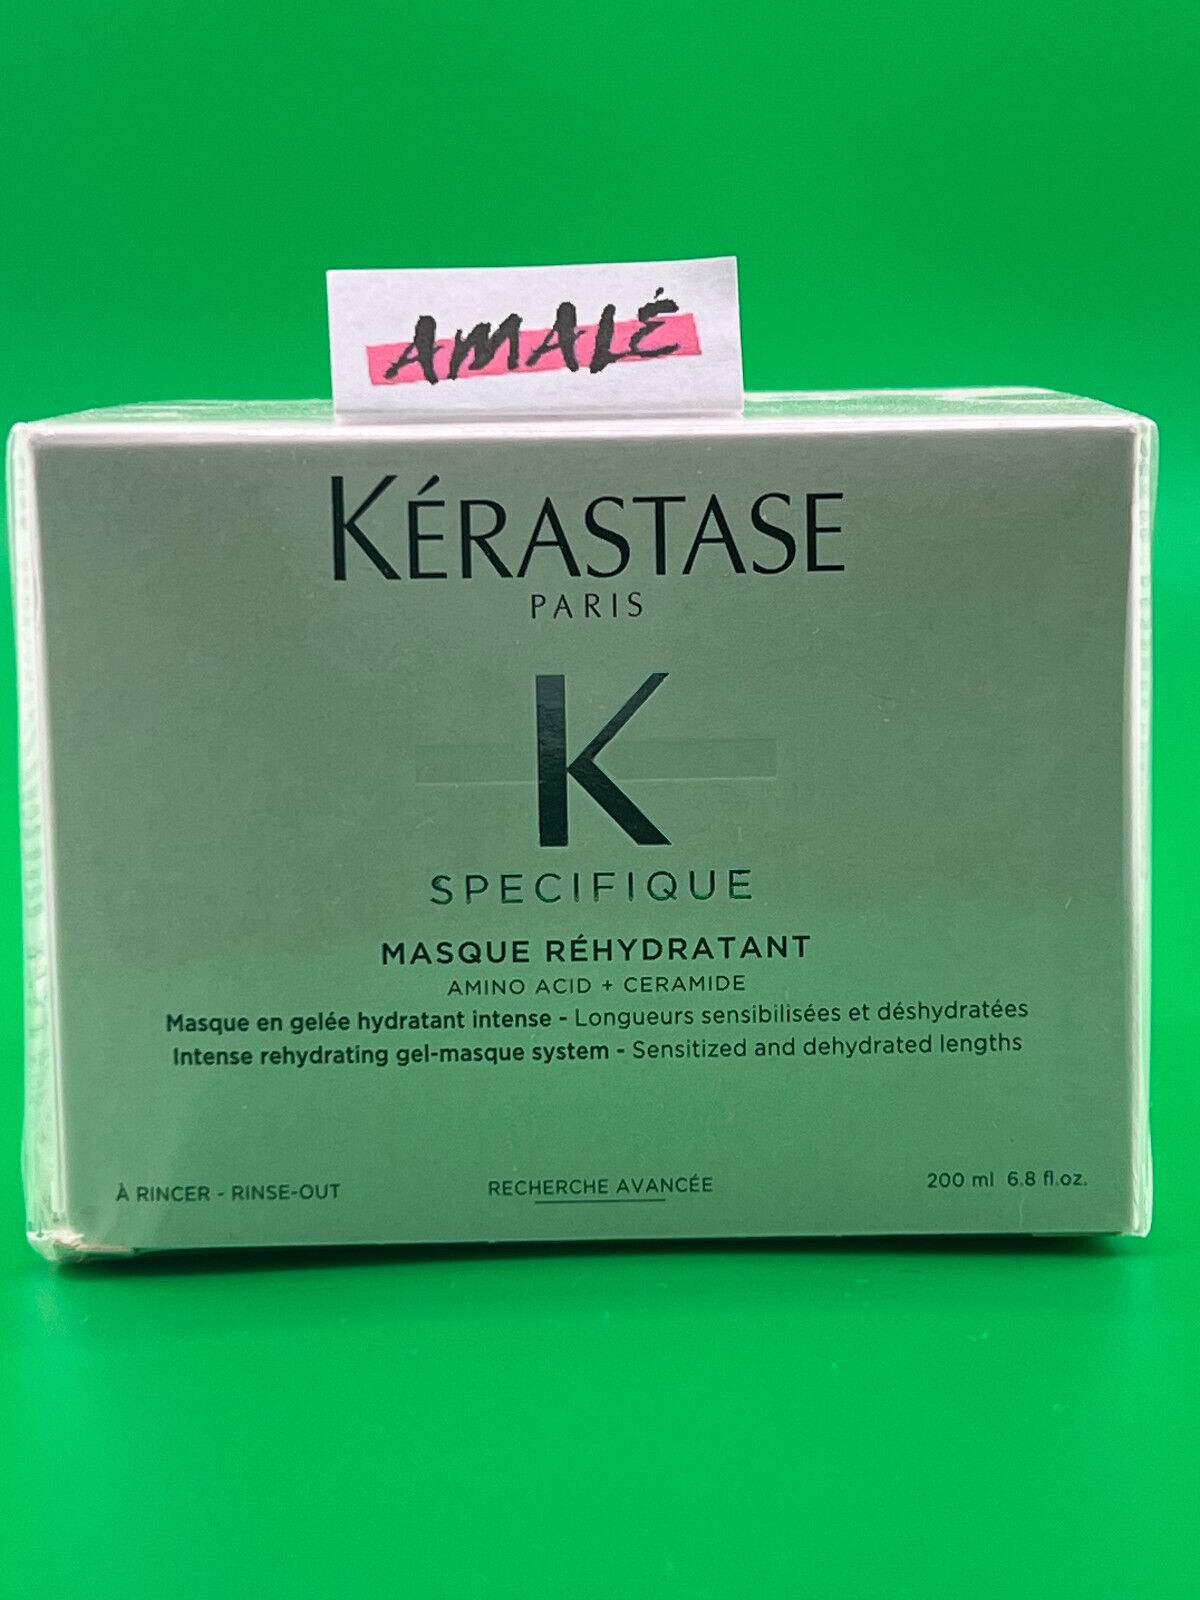 AMALÉ
KÉRASTASE
PARIS
K
SPECIFIQUE
MASQUE RÉHYDRATANT
AMINO ACID + CERAMIDE
Masque en gelée hydratant intense - Longueurs sensibilisées et déshydratées
Intense rehydrating gel-masque system - Sensitized and dehydrated lengths
À RINCER - RINSE-OUT
RECHERCHE AVANCÉE
200 ml 6.8 fl.oz.